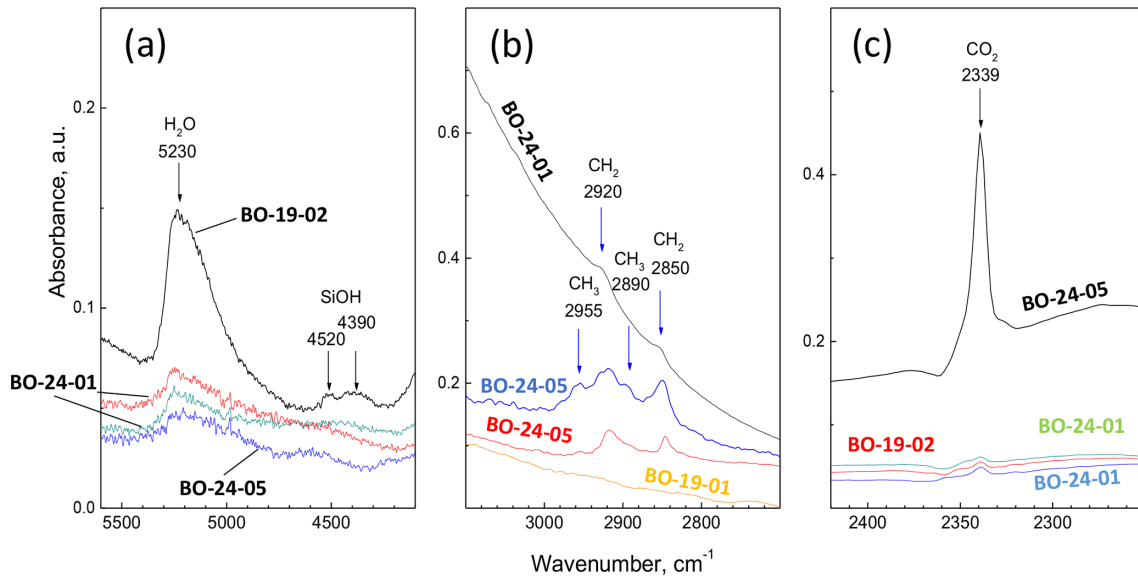 (a)
(b)
(c)
Absorbance, a.u.
0.2
0.1
0.0
H₂O
5230
BO-19-02
SiOH
4520
4390
BO-24-01
BO-24-05
5500
5000
4500
0.6
0.4
0.2
BO-24-01
CH₂
2920
CH₃
2955
CH₃
2890
CH₂
2850
BO-24-05
BO-24-05
BO-19-01
3000
2900
2800
Wavenumber, cm⁻¹
0.4
0.2
CO₂
2339
BO-24-05
BO-24-01
BO-19-02
BO-24-01
2400
2350
2300